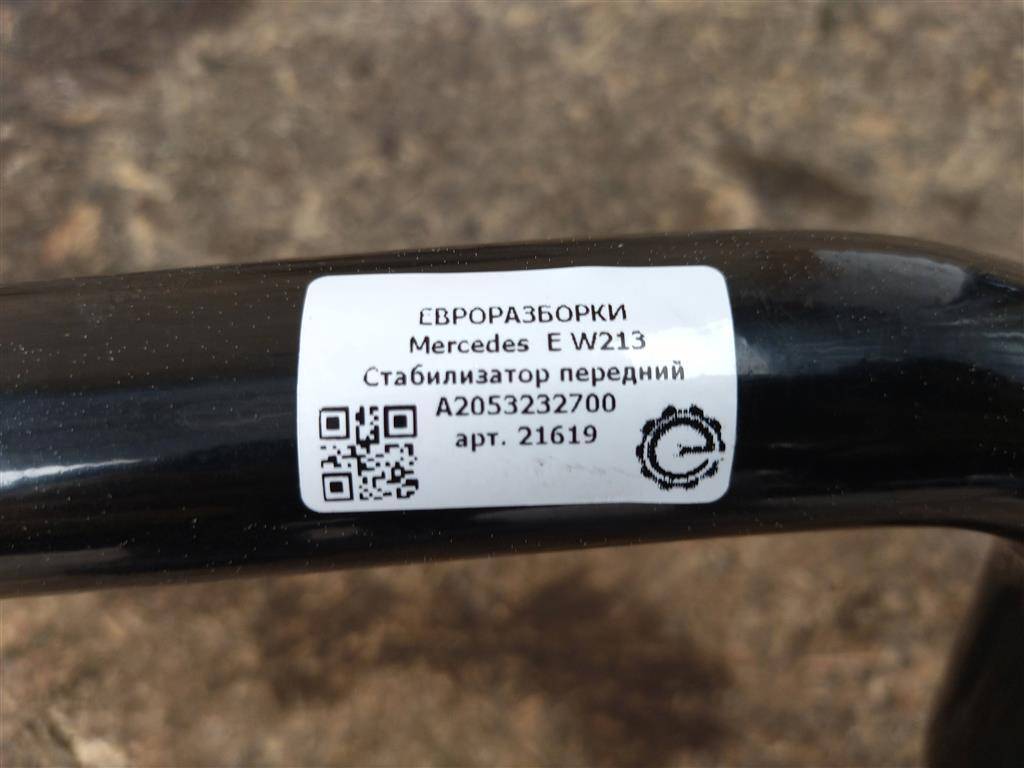 ЕВРОРАЗБОРКИ
Mercedes E W213
Стабилизатор передний
A2053232700
арт. 21619